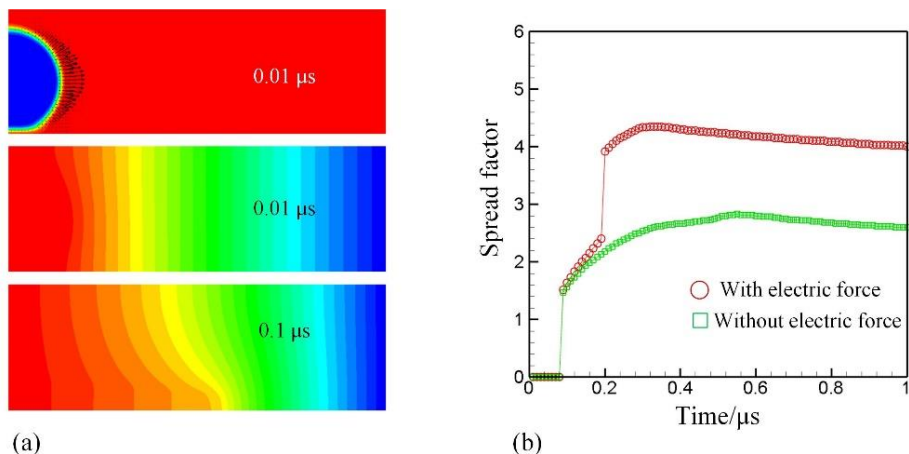 0.01 μs
0.01 μs
0.1 μs
(a)
6
5
4
3
2
1
0
Spread factor
With electric force
Without electric force
0
0.2
0.4
0.6
0.8
1
Time/μs
(b)